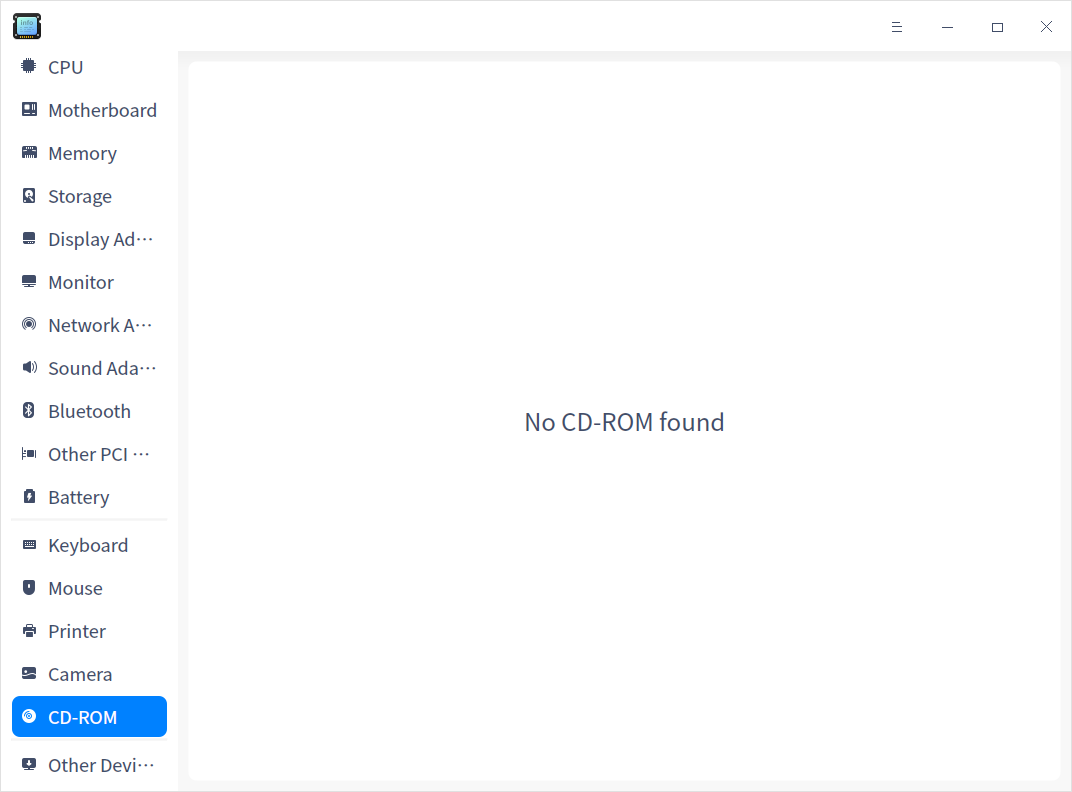 info
CPU
Motherboard
Memory
Storage
Display Ad···
Monitor
Network A···
Sound Ada···
Bluetooth
Other PCI ···
Battery
Keyboard
Mouse
Printer
Camera
CD-ROM
Other Devi···
No CD-ROM found